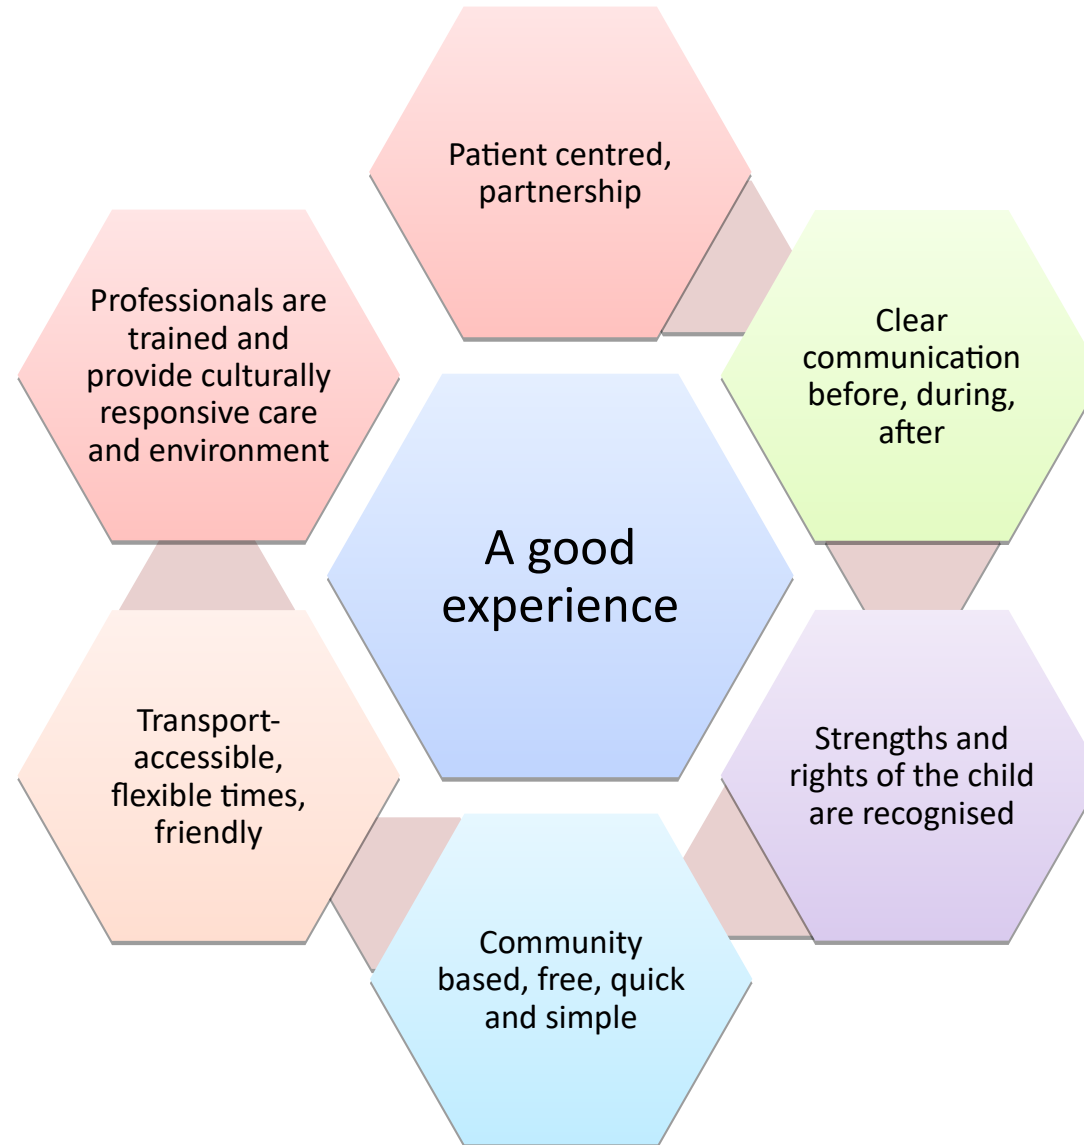 Patient centred,
partnership
Clear
communication
before, during,
after
Strengths and
rights of the child
are recognised
Community
based, free, quick
and simple
Transport-
accessible,
flexible times,
friendly
Professionals are
trained and
provide culturally
responsive care
and environment
A good
experience